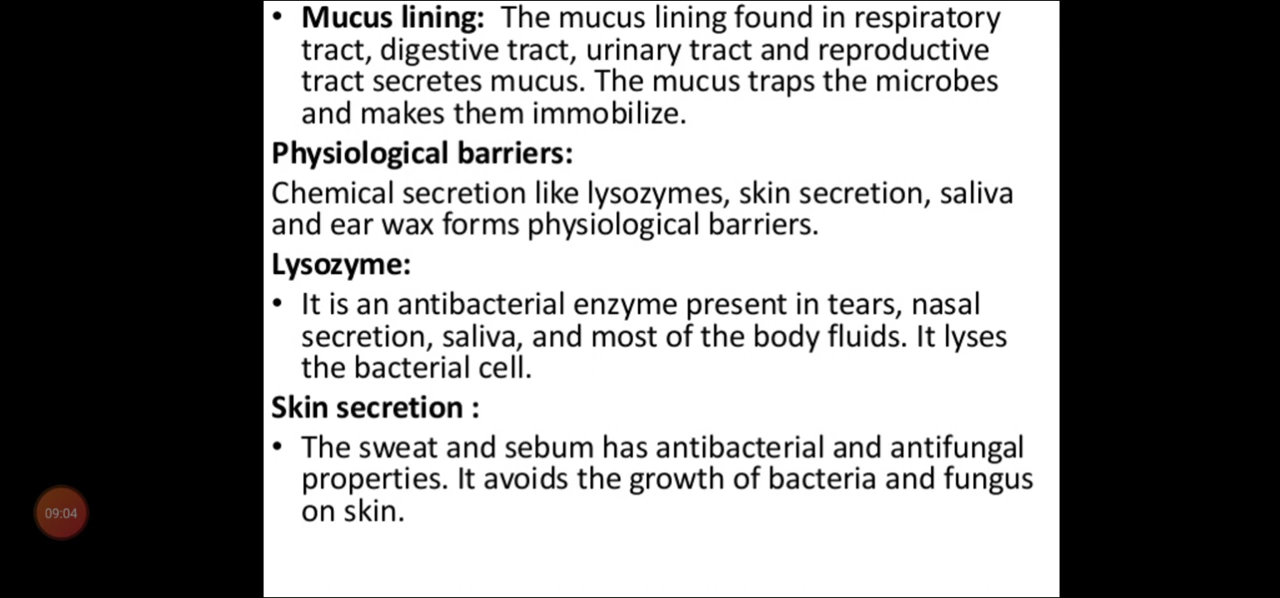 • Mucus lining: The mucus lining found in respiratory
tract, digestive tract, urinary tract and reproductive
tract secretes mucus. The mucus traps the microbes
and makes them immobilize.
Physiological barriers:
Chemical secretion like lysozymes, skin secretion, saliva
and ear wax forms physiological barriers.
Lysozyme:
• It is an antibacterial enzyme present in tears, nasal
secretion, saliva, and most of the body fluids. It lyses
the bacterial cell.
Skin secretion :
• The sweat and sebum has antibacterial and antifungal
properties. It avoids the growth of bacteria and fungus
on skin.
09:04